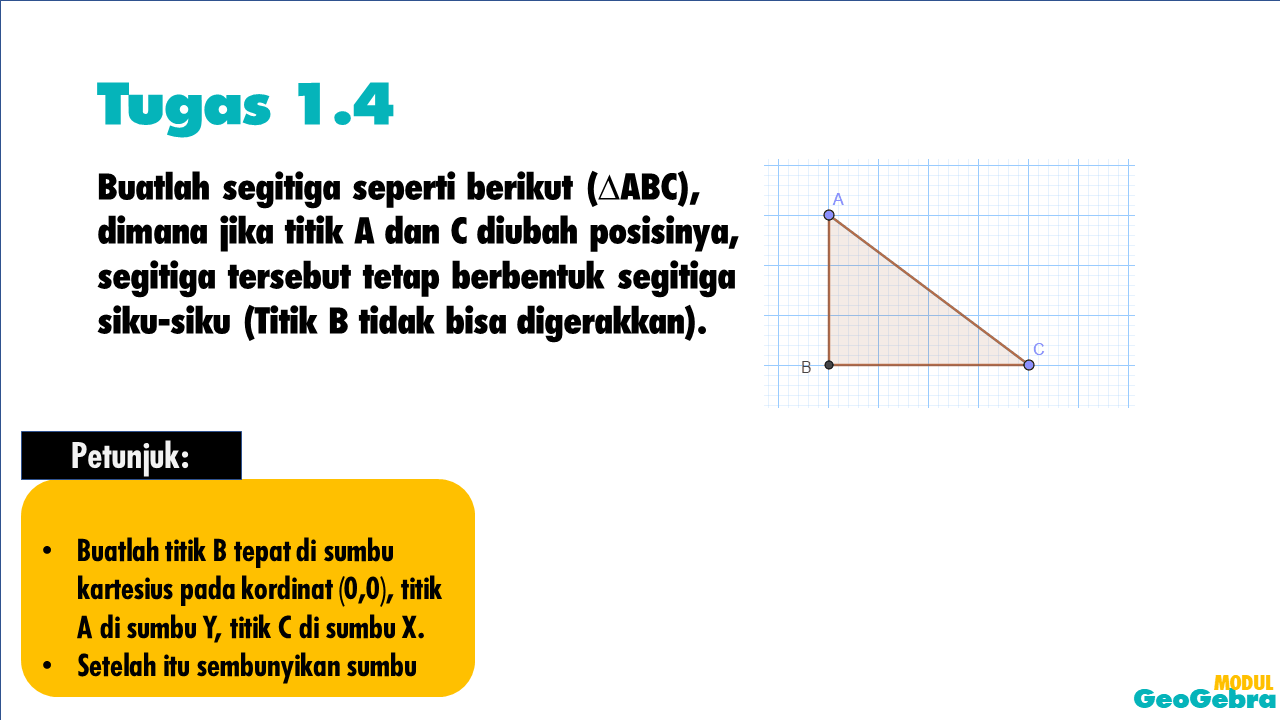 Tugas 1.4
Buatlah segitiga seperti berikut (∆ABC),
dimana jika titik A dan C diubah posisinya,
segitiga tersebut tetap berbentuk segitiga
siku-siku (Titik B tidak bisa digerakkan).
A
B
C
Petunjuk:
• Buatlah titik B tepat di sumbu
kartesius pada kordinat (0,0), titik
A di sumbu Y, titik C di sumbu X.
• Setelah itu sembunyikan sumbu
MODUL
GeoGebra